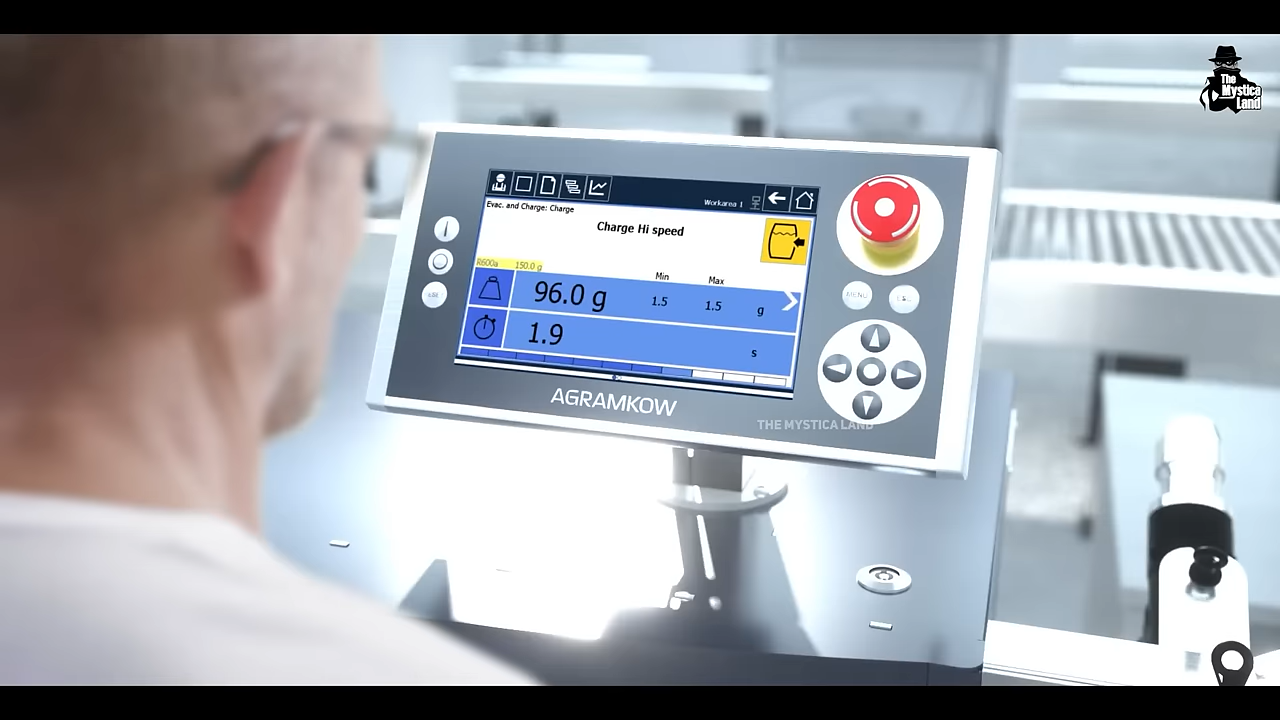 The
Mystica
Land
Workarea 1
Evac. and Charge: Charge
Charge Hi speed
R600a 150.0 g
Min Max
96.0 g 1.5 1.5 g
1.9 s
MENU
AGRAMKOW
THE MYSTICA LAND